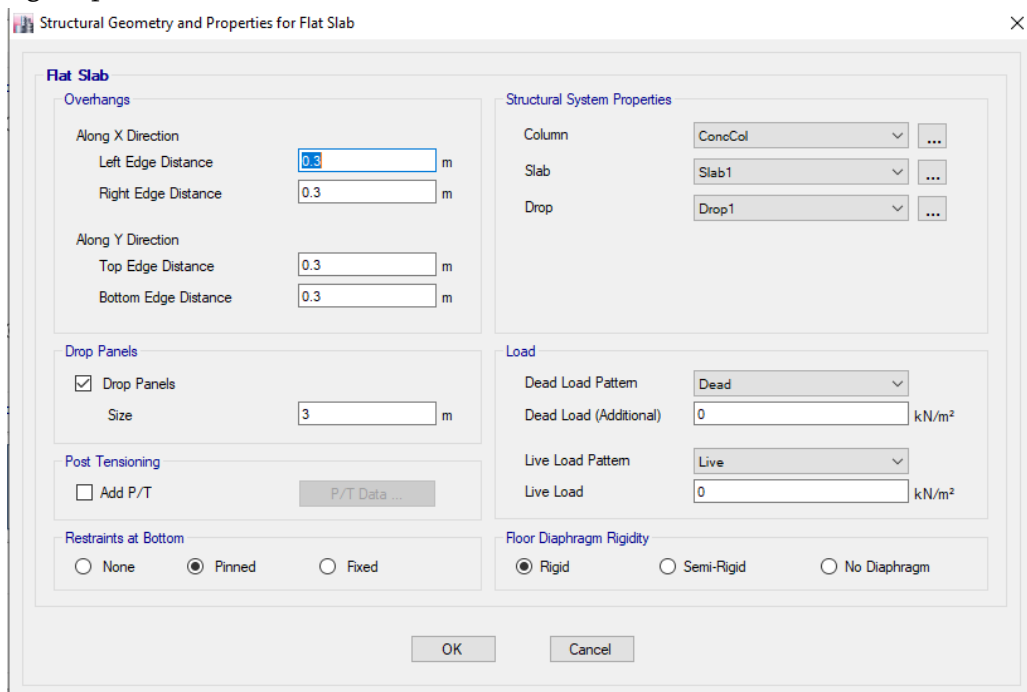 Structural Geometry and Properties for Flat Slab
Flat Slab
Overhangs
Along X Direction
Left Edge Distance 0.3 m
Right Edge Distance 0.3 m
Along Y Direction
Top Edge Distance 0.3 m
Bottom Edge Distance 0.3 m
Structural System Properties
Column ConcCol ...
Slab Slab1 ...
Drop Drop1 ...
Drop Panels
Drop Panels
Size 3 m
Load
Dead Load Pattern Dead
Dead Load (Additional) 0 kN/m²
Live Load Pattern Live
Live Load 0 kN/m²
Post Tensioning
Add P/T P/T Data ...
Restraints at Bottom
None Pinned Fixed
Floor Diaphragm Rigidity
Rigid Semi-Rigid No Diaphragm
OK Cancel